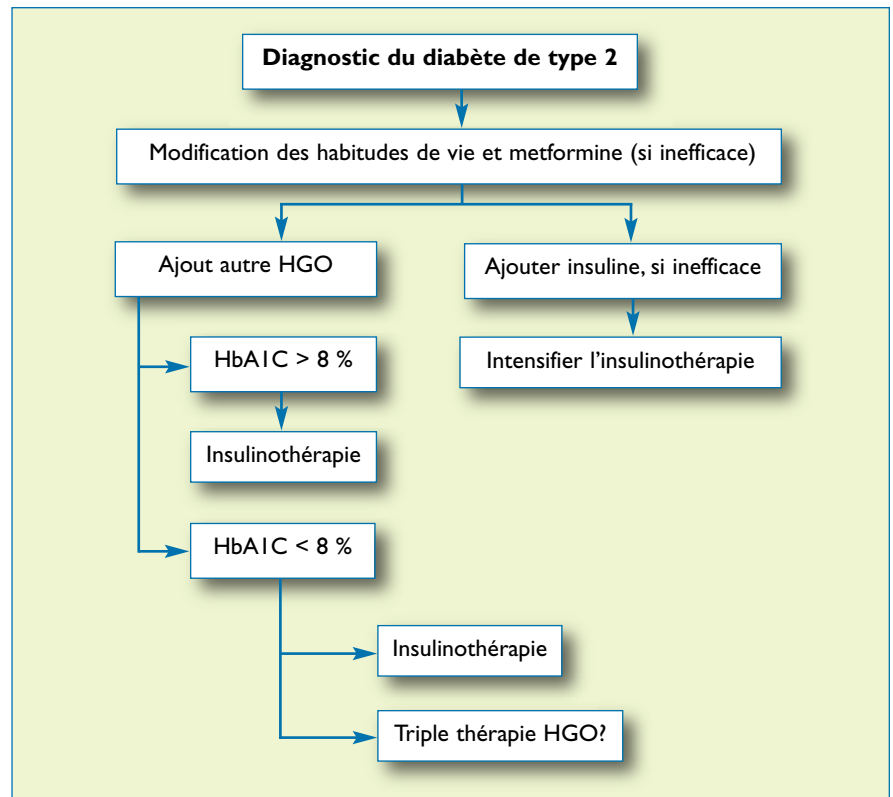 Diagnostic du diabète de type 2
Modification des habitudes de vie et metformine (si inefficace)
Ajout autre HGO
Ajouter insuline, si inefficace
HbA1C > 8 %
Intensifier l’insulinothérapie
Insulinothérapie
HbA1C < 8 %
Insulinothérapie
Triple thérapie HGO?